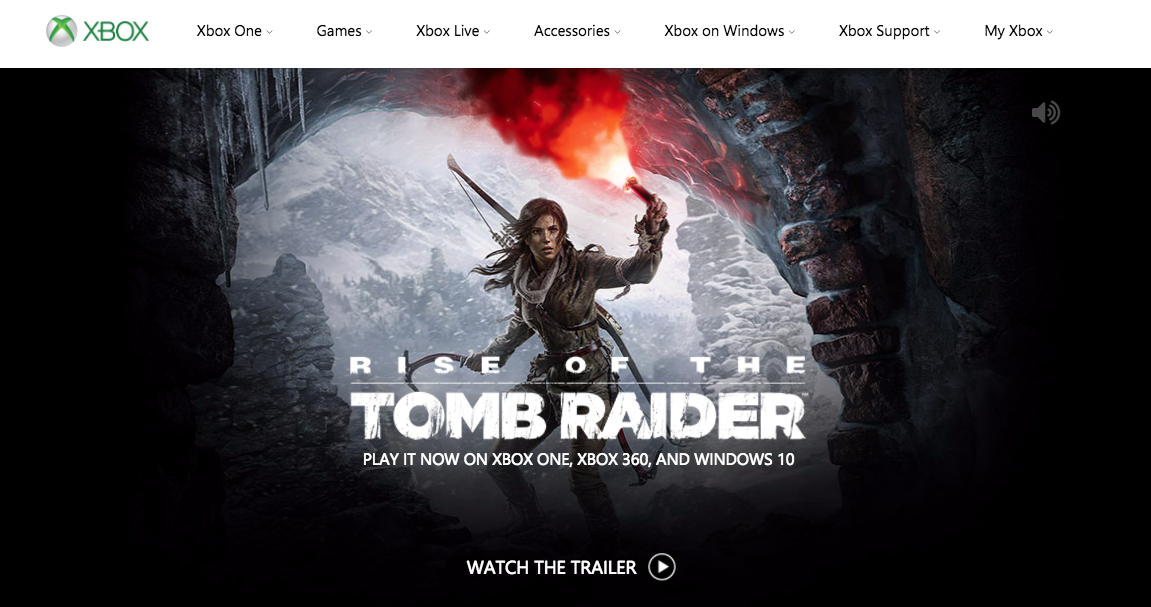 XBOX
Xbox One
Games
Xbox Live
Accessories
Xbox on Windows
Xbox Support
My Xbox
RISE OF THE
TOMB RAIDER™
PLAY IT NOW ON XBOX ONE, XBOX 360, AND WINDOWS 10
WATCH THE TRAILER